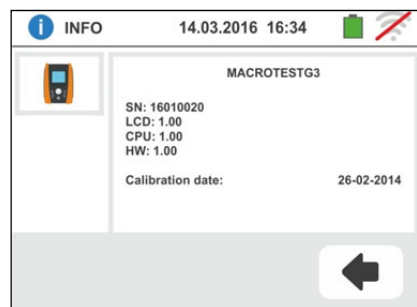 INFO 14.03.2016 16:34
MACROTESTG3
SN: 16010020
LCD: 1.00
CPU: 1.00
HW: 1.00
Calibration date: 26-02-2014